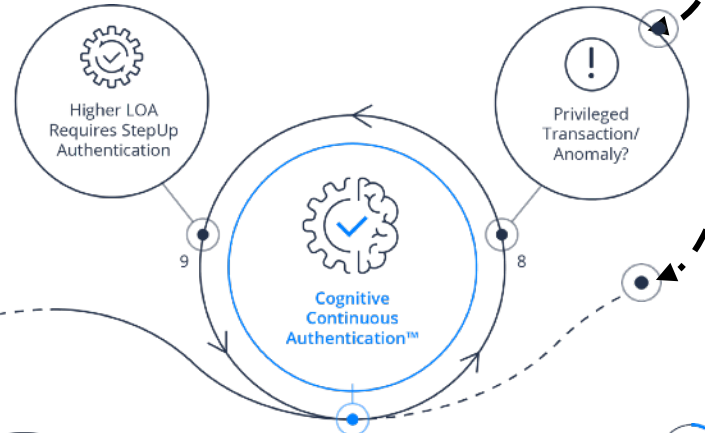 Higher LOA
Requires StepUp
Authentication
!
Privileged
Transaction/
Anomaly?
9
8
Cognitive
Continuous
Authentication™